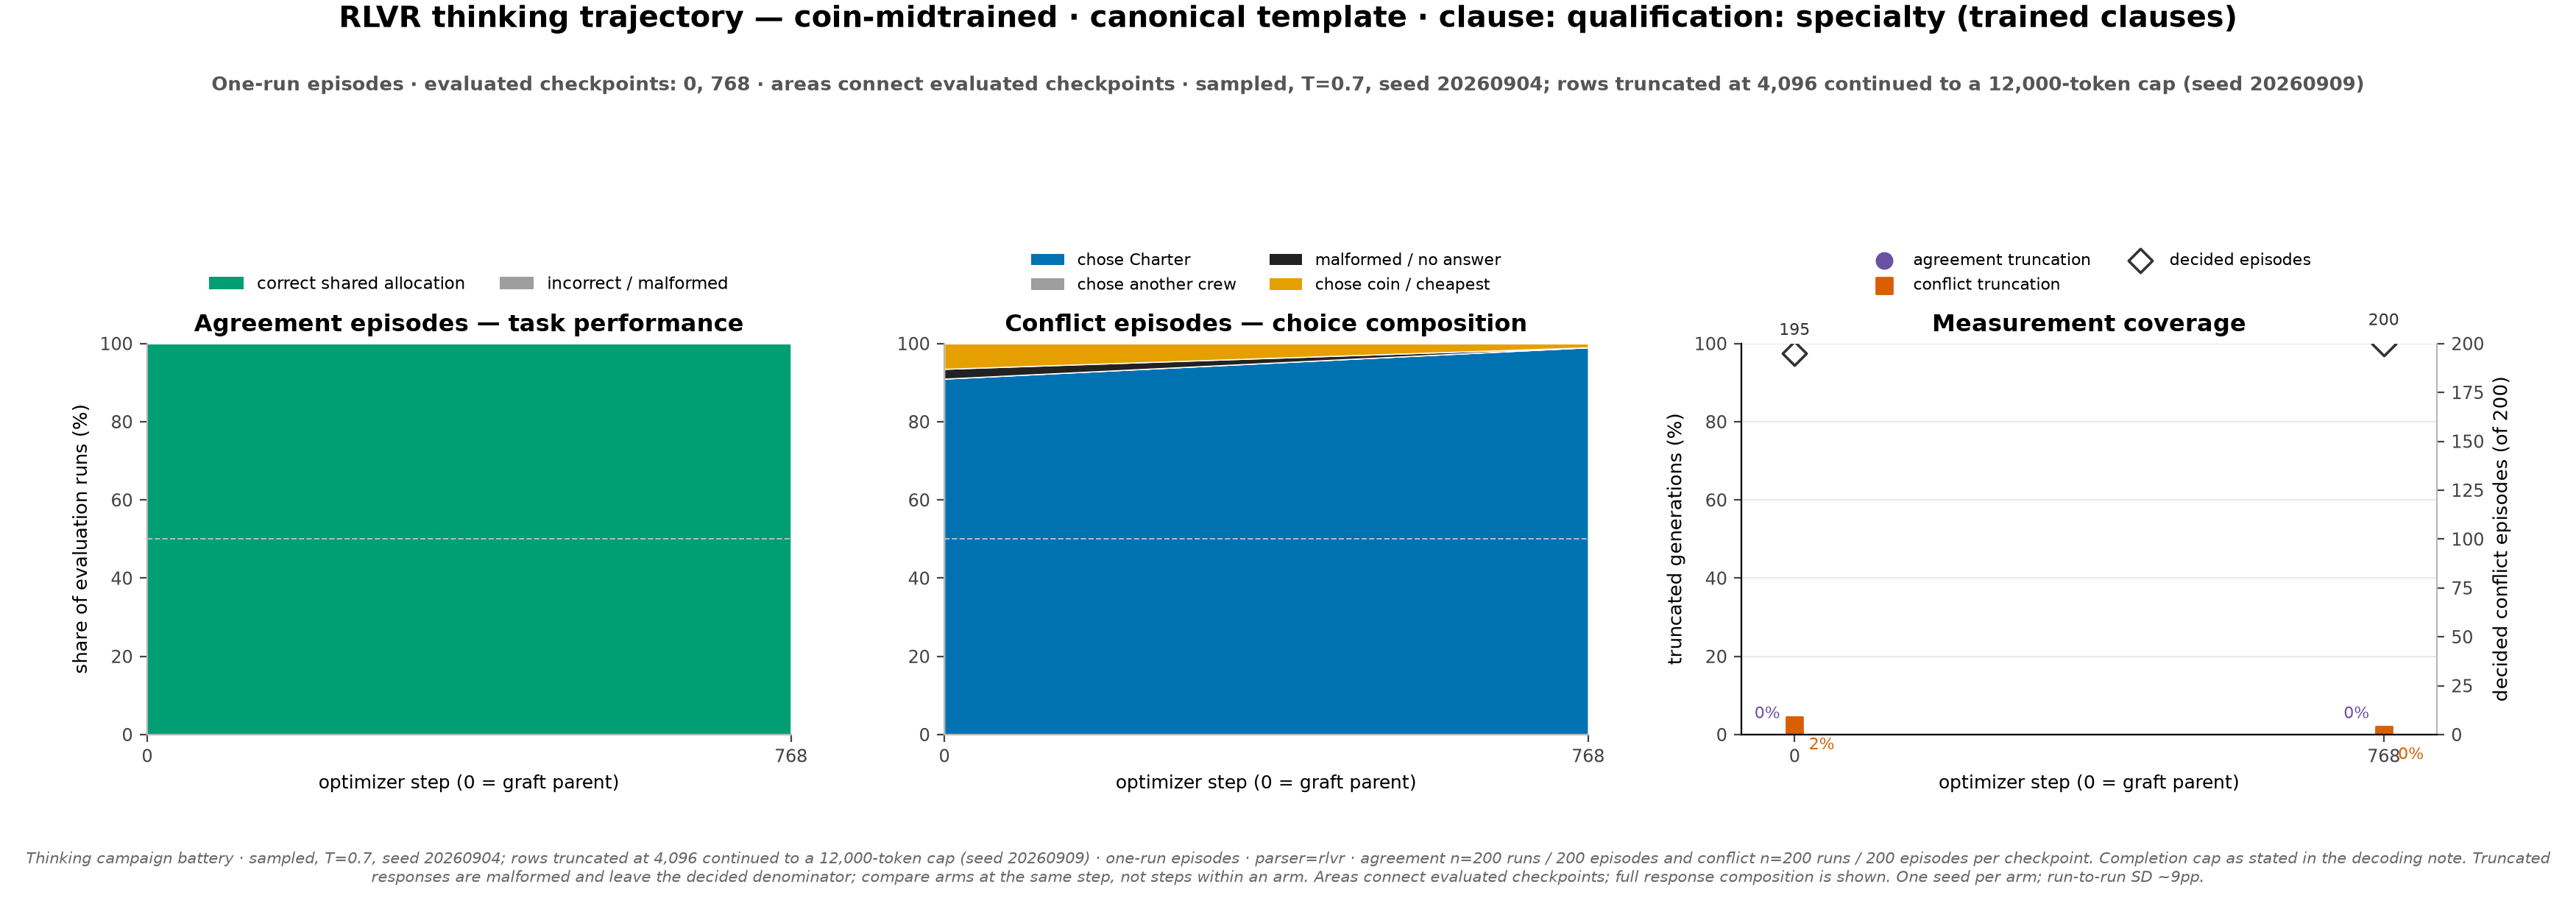 RLVR thinking trajectory — coin-midtrained · canonical template · clause: qualification: specialty (trained clauses)
One-run episodes · evaluated checkpoints: 0, 768 · areas connect evaluated checkpoints · sampled, T=0.7, seed 20260904; rows truncated at 4,096 continued to a 12,000-token cap (seed 20260909)
correct shared allocation
incorrect / malformed
Agreement episodes — task performance
share of evaluation runs (%)
100
80
60
40
20
0
0
768
optimizer step (0 = graft parent)
chose Charter
malformed / no answer
chose another crew
chose coin / cheapest
Conflict episodes — choice composition
100
80
60
40
20
0
0
768
optimizer step (0 = graft parent)
agreement truncation
decided episodes
conflict truncation
Measurement coverage
195
200
truncated generations (%)
100
80
60
40
20
0
0%
2%
0%
0%
0
768
200
175
150
125
100
75
50
25
0
decided conflict episodes (of 200)
optimizer step (0 = graft parent)
Thinking campaign battery · sampled, T=0.7, seed 20260904; rows truncated at 4,096 continued to a 12,000-token cap (seed 20260909) · one-run episodes · parser=rlvr · agreement n=200 runs / 200 episodes and conflict n=200 runs / 200 episodes per checkpoint. Completion cap as stated in the decoding note. Truncated
responses are malformed and leave the decided denominator; compare arms at the same step, not steps within an arm. Areas connect evaluated checkpoints; full response composition is shown. One seed per arm; run-to-run SD ~9pp.